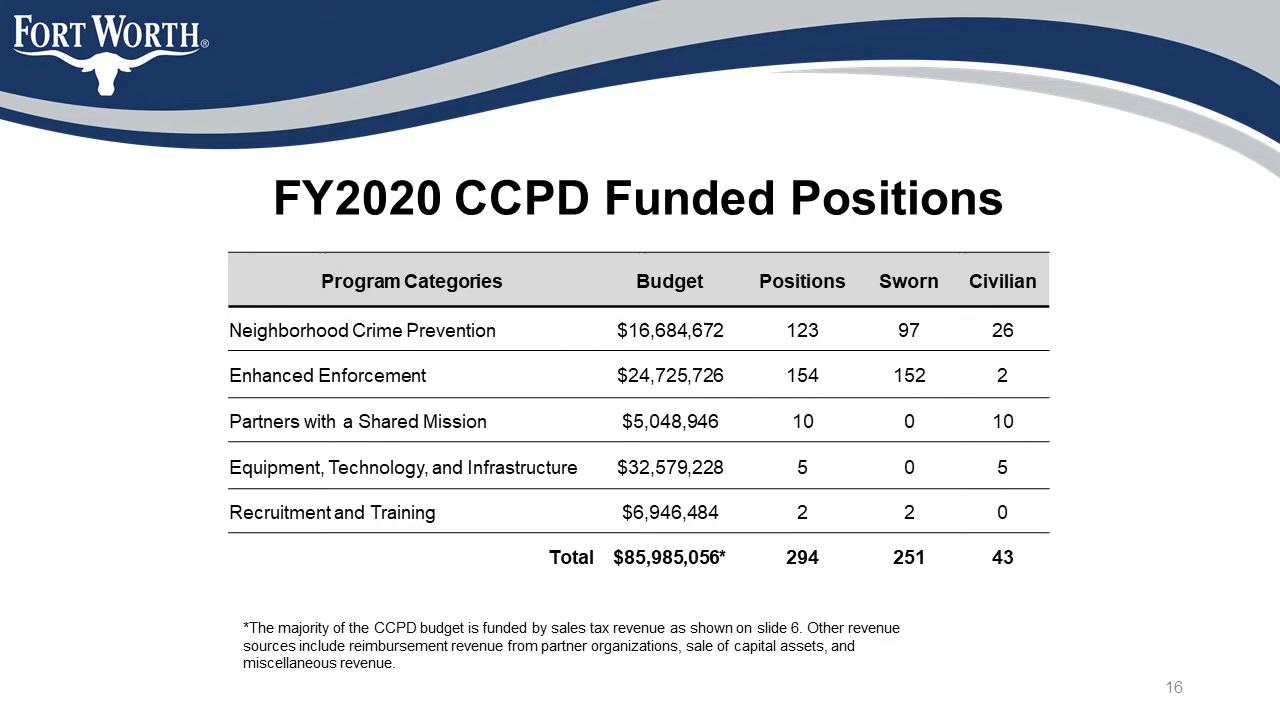 FORT WORTH®
FY2020 CCPD Funded Positions
Program Categories Budget Positions Sworn Civilian
Neighborhood Crime Prevention $16,684,672 123 97 26
Enhanced Enforcement $24,725,726 154 152 2
Partners with a Shared Mission $5,048,946 10 0 10
Equipment, Technology, and Infrastructure $32,579,228 5 0 5
Recruitment and Training $6,946,484 2 2 0
Total $85,985,056* 294 251 43
*The majority of the CCPD budget is funded by sales tax revenue as shown on slide 6. Other revenue
sources include reimbursement revenue from partner organizations, sale of capital assets, and
miscellaneous revenue.
16